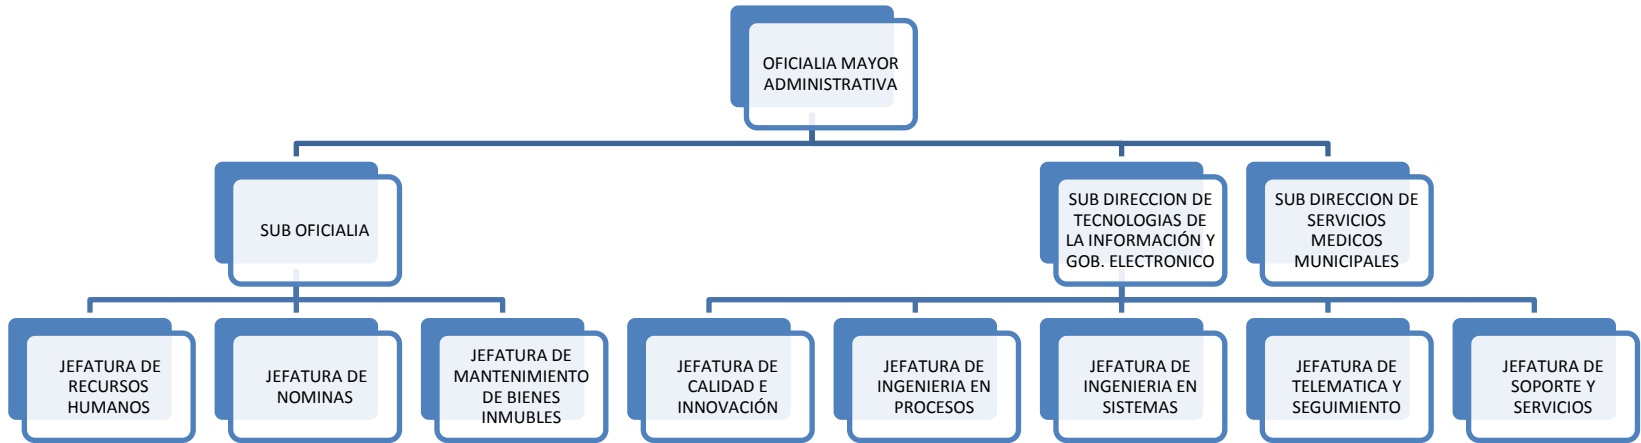 OFICIALIA MAYOR
ADMINISTRATIVA
SUB OFICIALIA
SUB DIRECCION DE
TECNOLOGIAS DE
LA INFORMACIÓN Y
GOB. ELECTRONICO
SUB DIRECCION DE
SERVICIOS
MEDICOS
MUNICIPALES
JEFATURA DE
RECURSOS
HUMANOS
JEFATURA DE
NOMINAS
JEFATURA DE
MANTENIMIENTO
DE BIENES
INMUBLES
JEFATURA DE
CALIDAD E
INNOVACIÓN
JEFATURA DE
INGENIERIA EN
PROCESOS
JEFATURA DE
INGENIERIA EN
SISTEMAS
JEFATURA DE
TELEMATICA Y
SEGUIMIENTO
JEFATURA DE
SOPORTE Y
SERVICIOS